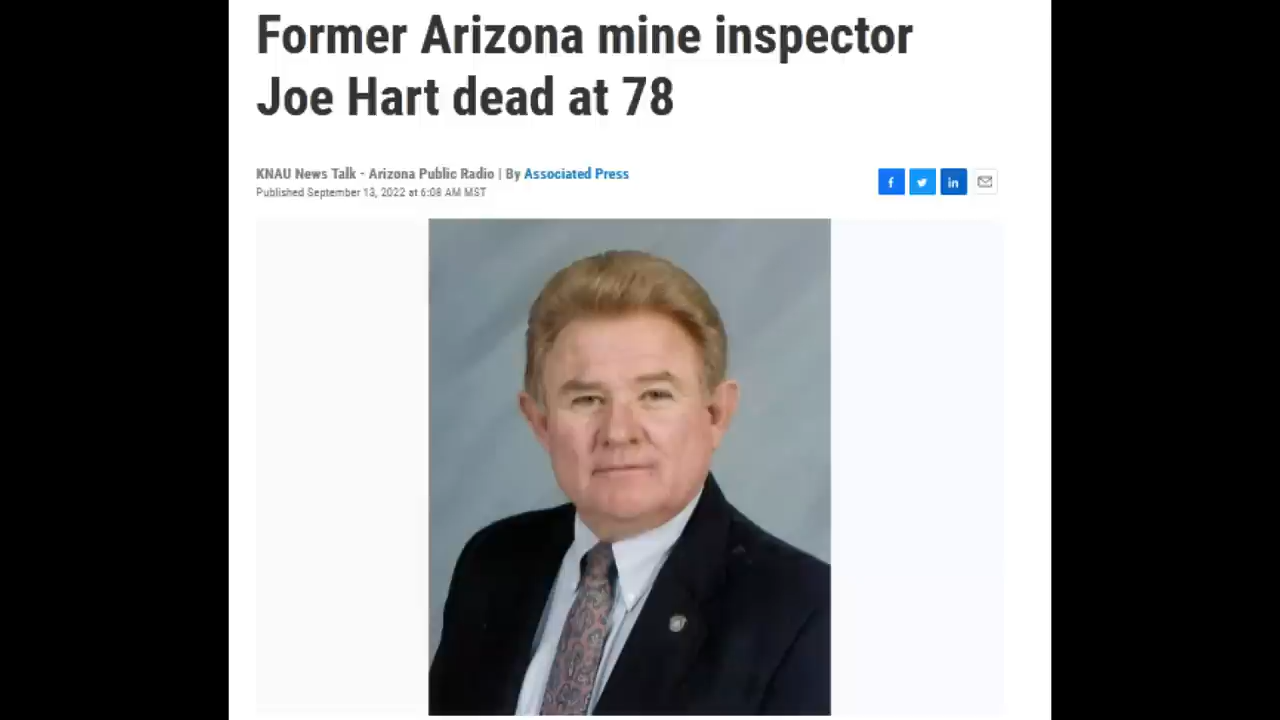 Former Arizona mine inspector
Joe Hart dead at 78
KNAU News Talk - Arizona Public Radio | By Associated Press
Published September 13, 2022 at 6:08 AM MST
f
in